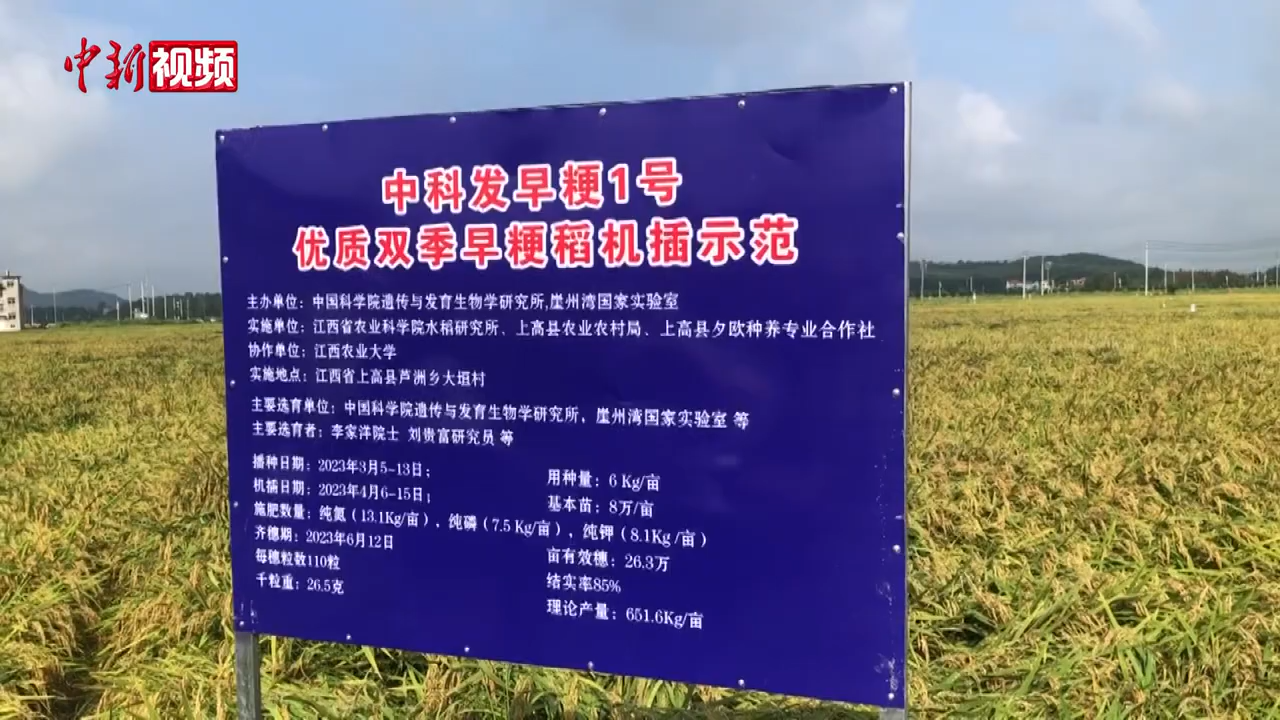 中新视频
中科发早粳1号
优质双季早粳稻机插示范
主办单位：中国科学院遗传与发育生物学研究所,崖州湾国家实验室
实施单位：江西省农业科学院水稻研究所、上高县农业农村局、上高县夕欧种养专业合作社
协作单位：江西农业大学
实施地点：江西省上高县芦洲乡大垣村
主要选育单位：中国科学院遗传与发育生物学研究所，崖州湾国家实验室 等
主要选育者：李家洋院士 刘贵富研究员 等
播种日期：2023年3月5-13日；
用种量：6 Kg/亩
机插日期：2023年4月6-15日；
基本苗：8万/亩
施肥数量：纯氮（13.1Kg/亩），纯磷（7.5 Kg/亩），纯钾（8.1Kg /亩）
齐穗期：2023年6月12日
亩有效穗：26.3万
每穗粒数110粒
结实率85%
千粒重：26.5克
理论产量：651.6Kg/亩